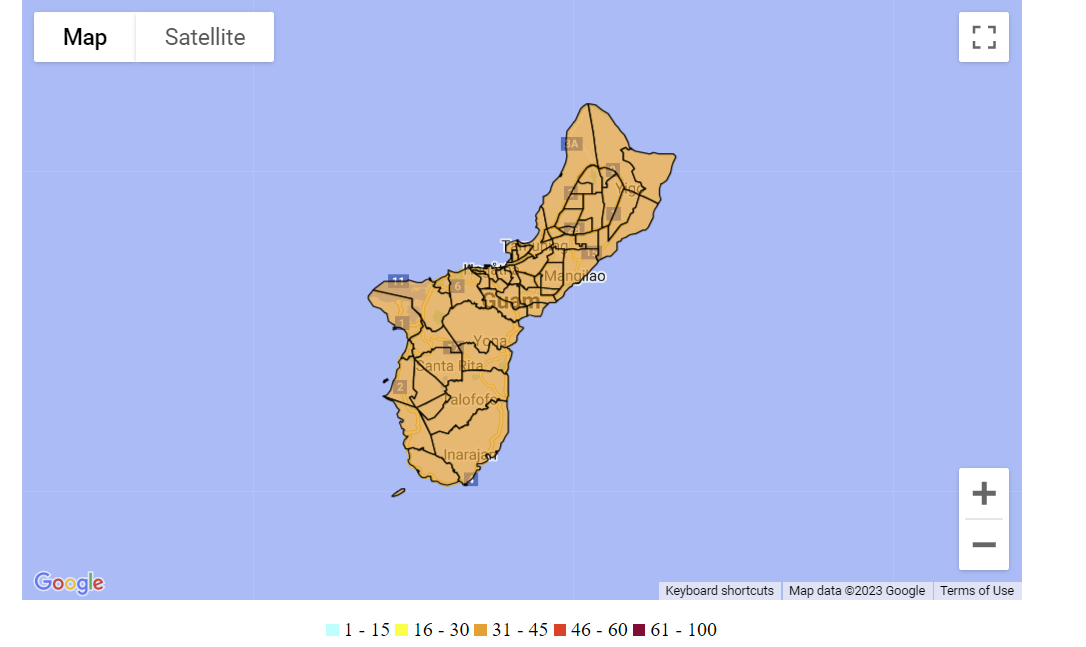 Map Satellite
3A
Yigo
Tamuning
15
Mangilao
11
6
Guam
1
Yona
Santa Rita
2
Talofofo
Inarajan
4
Google
Keyboard shortcuts Map data ©2023 Google Terms of Use
1 - 15 16 - 30 31 - 45 46 - 60 61 - 100